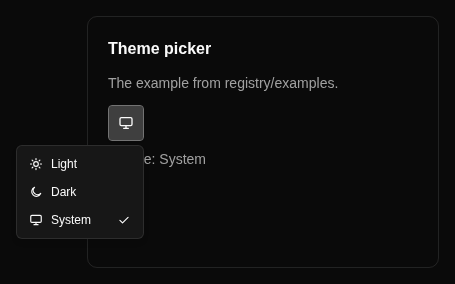 Theme picker
The example from registry/examples.
e: System
Light
Dark
System